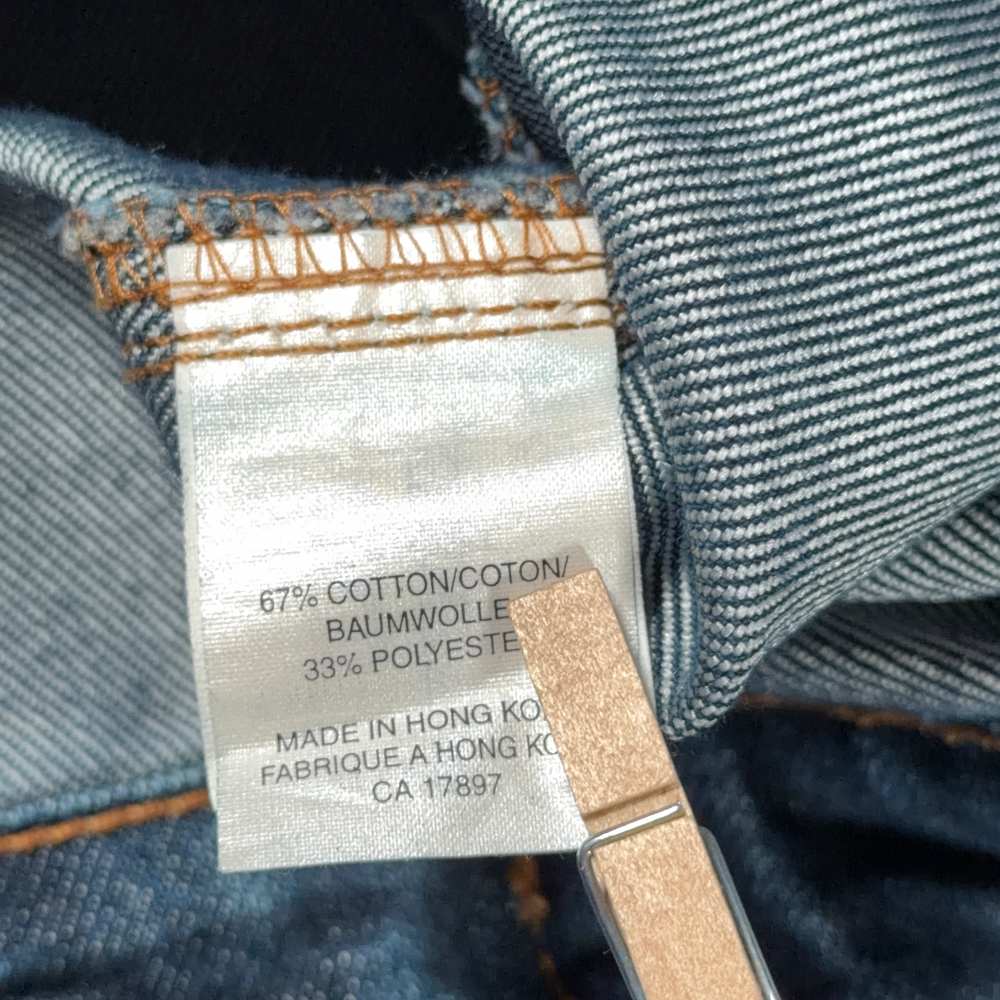 67% COTTON/COTON/
BAUMWOLLE
33% POLYESTE
MADE IN HONG KO
FABRIQUE A HONG KO
CA 17897